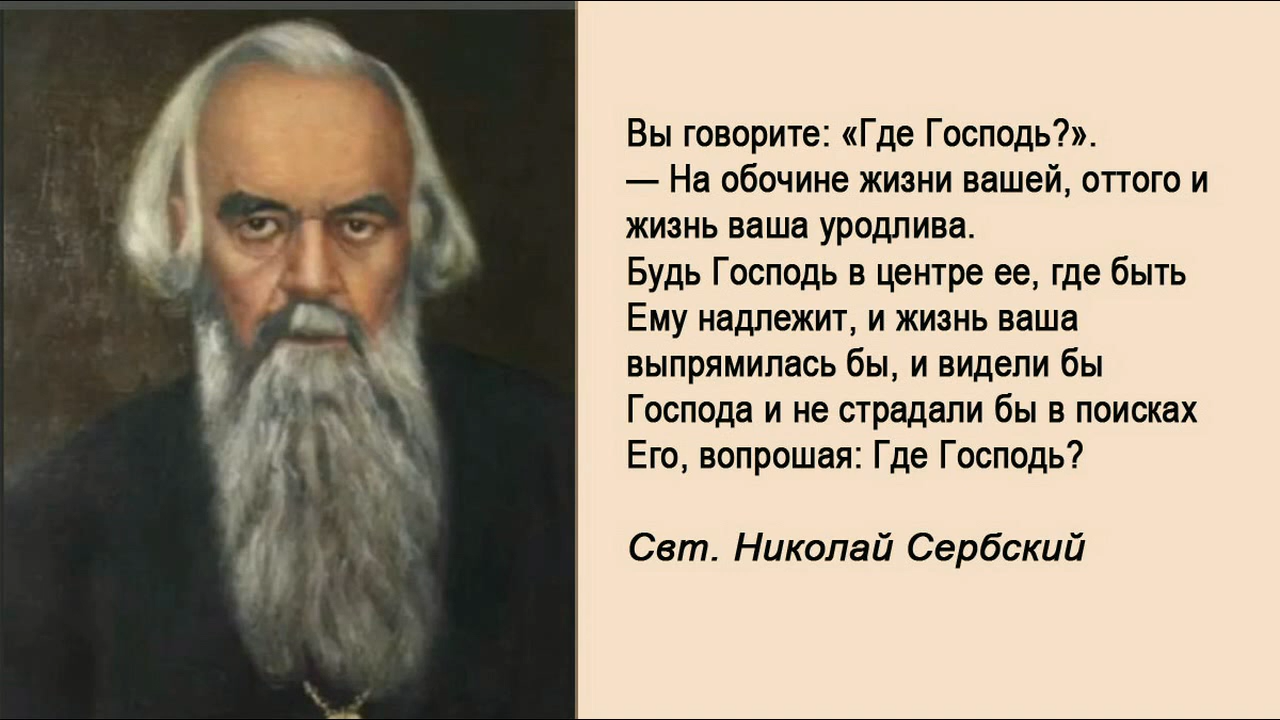 Вы говорите: «Где Господь?».
— На обочине жизни вашей, оттого и
жизнь ваша уродлива.
Будь Господь в центре ее, где быть
Ему надлежит, и жизнь ваша
выпрямилась бы, и видели бы
Господа и не страдали бы в поисках
Его, вопрошая: Где Господь?
Свт. Николай Сербский